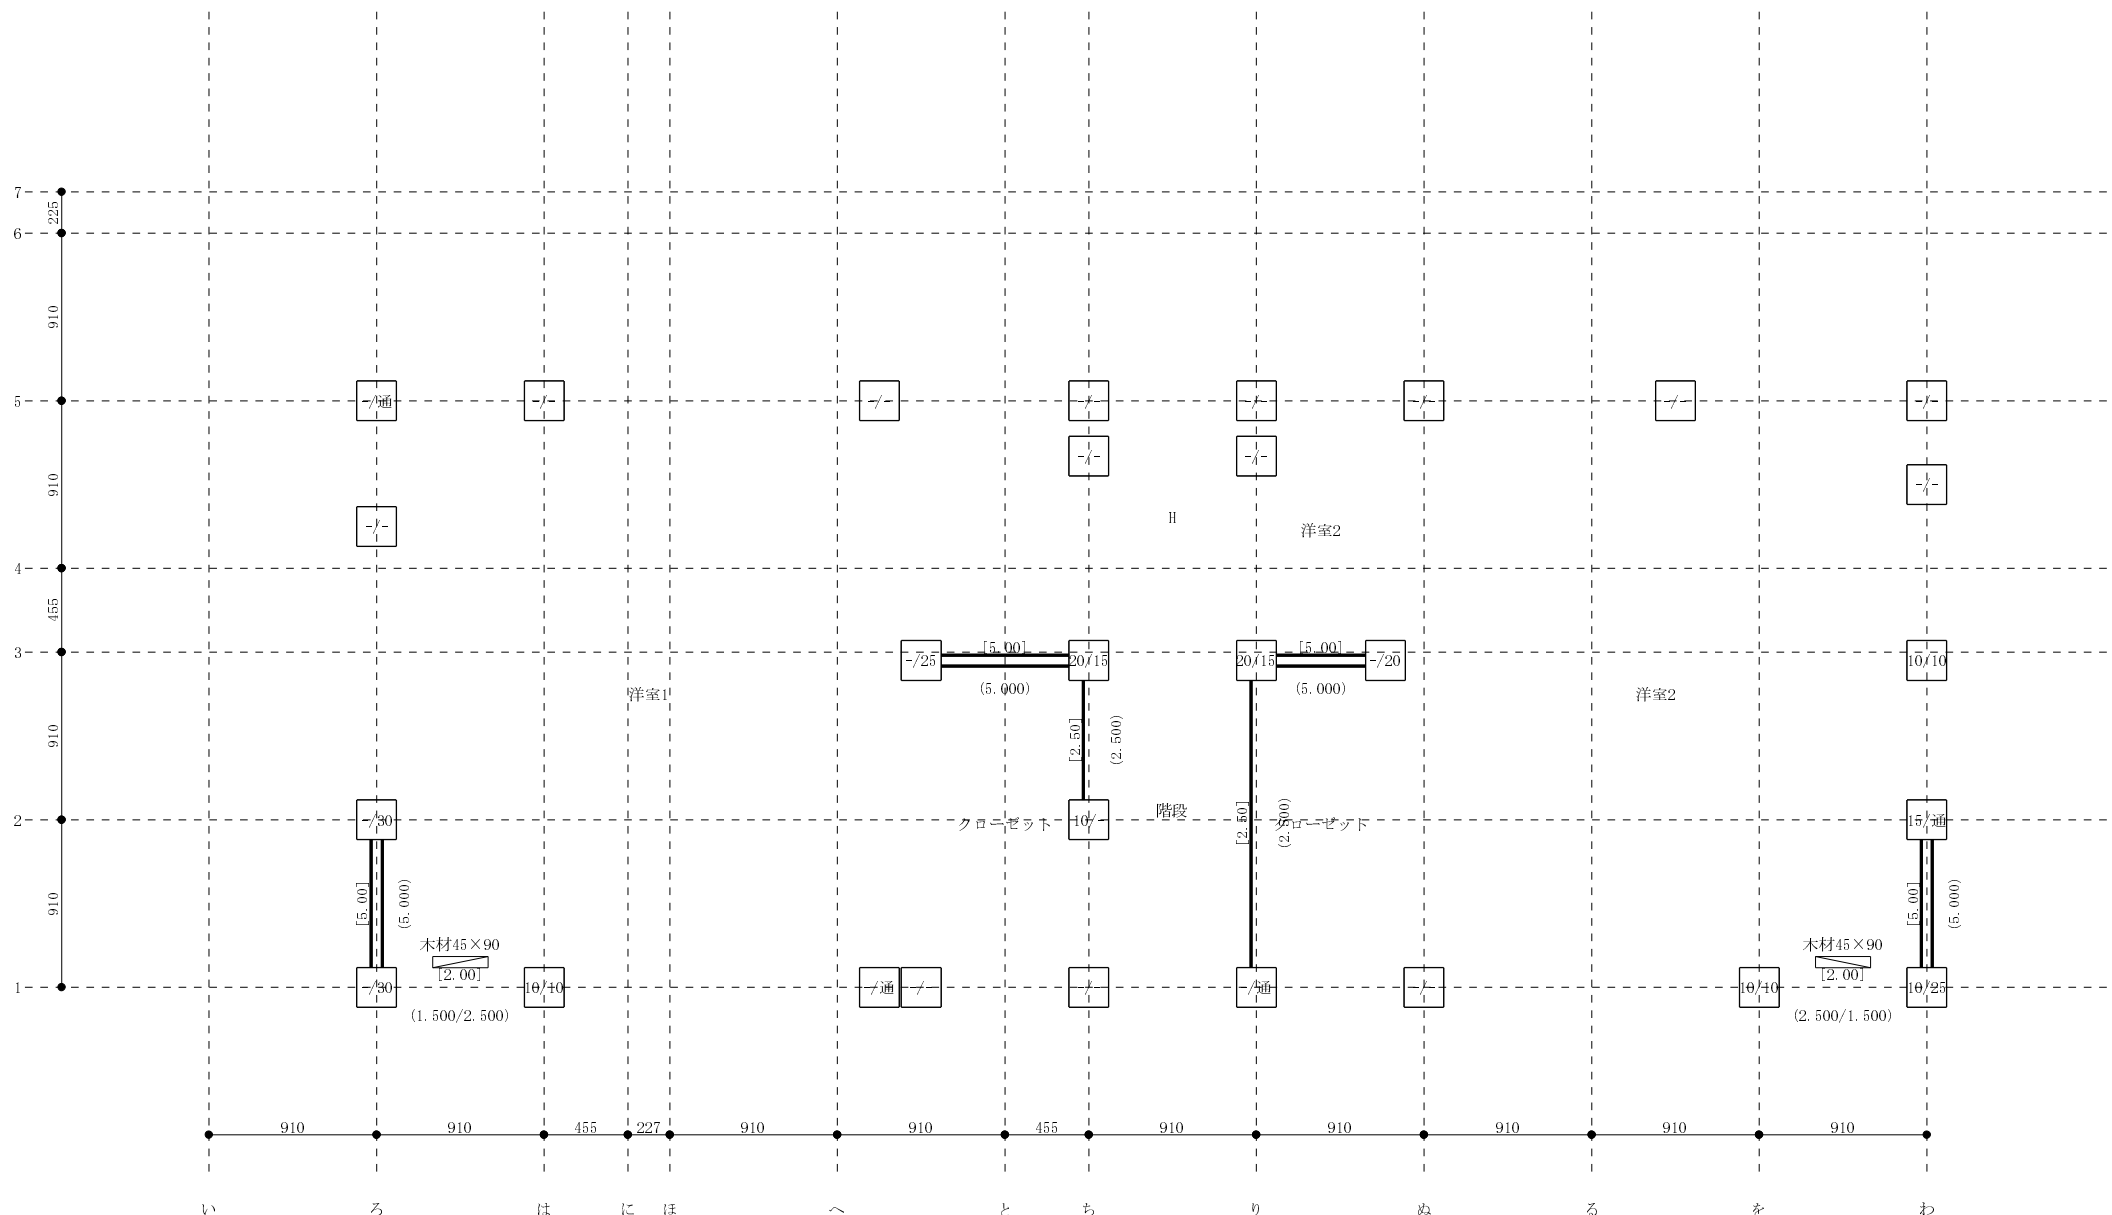 7
225
6
910
-/通 -/- -/- -/- -/- -/- -/- -/-
5
-/- -/-
910
-/-
H
-/-
洋室2
4
455
[5.00] [5.00]
3
-/25 20/15 20/15 -/20 10/10
(5.000) (5.000)
洋室1 洋室2
910
[2.50] (2.500)
-/30 10/- 階段 15/通
2
クローゼット [2.50] (2.500) クローゼット
910
[5.00] (5.000) [5.00] (5.000)
木材45×90 木材45×90
[2.00] [2.00]
1
-/30 10/10 -/通 -/- -/- -/通 -/- 10/10 10/25
(1.500/2.500) (2.500/1.500)
910 910 455 227 910 910 455 910 910 910 910 910
い ろ は に ほ へ と ち り ぬ る を わ